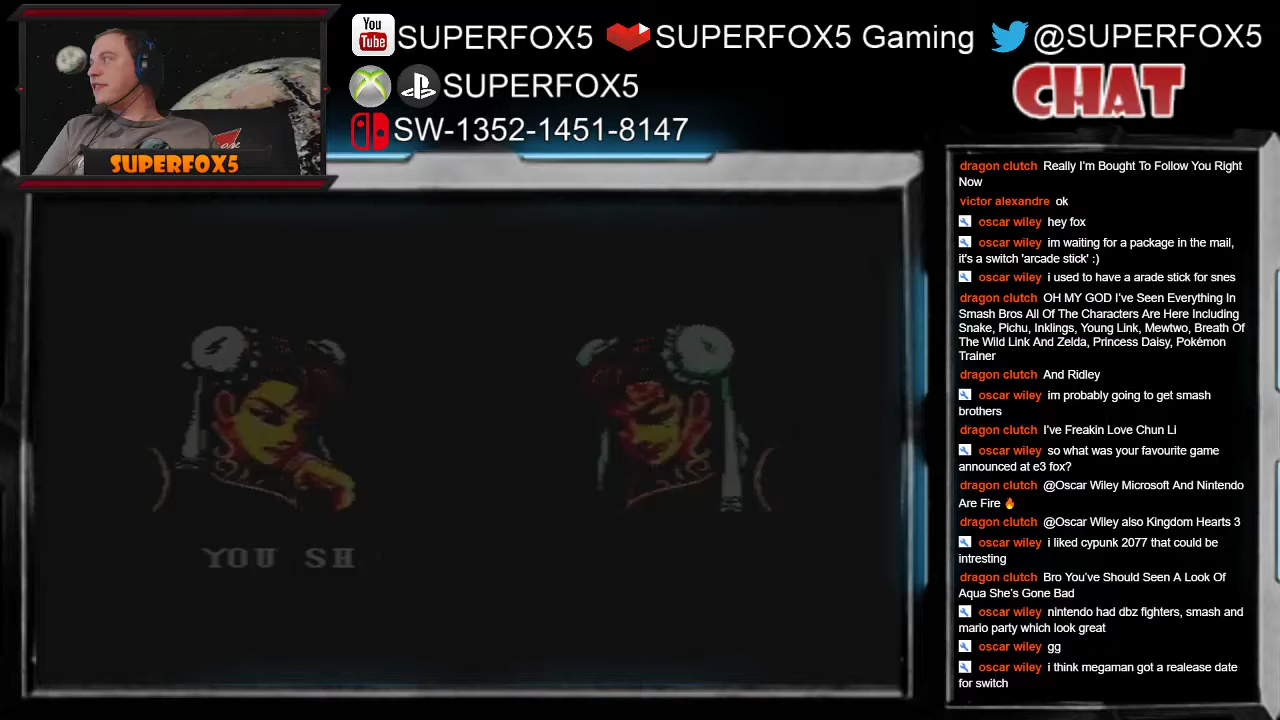 You Tube SUPERFOX5 SUPERFOX5 Gaming @SUPERFOX5
SUPERFOX5
SW-1352-1451-8147
SUPERFOX5
CHAT
dragon clutch Really I'm Bought To Follow You Right
Now
victor alexandre ok
oscar wiley hey fox
oscar wiley im waiting for a package in the mail,
it's a switch 'arcade stick' :)
oscar wiley i used to have a arade stick for snes
dragon clutch OH MY GOD I've Seen Everything In
Smash Bros All Of The Characters Are Here Including
Snake, Pichu, Inklings, Young Link, Mewtwo, Breath Of
The Wild Link And Zelda, Princess Daisy, Pokémon
Trainer
dragon clutch And Ridley
oscar wiley im probably going to get smash
brothers
dragon clutch I've Freakin Love Chun Li
oscar wiley so what was your favourite game
announced at e3 fox?
dragon clutch @Oscar Wiley Microsoft And Nintendo
Are Fire 🔥
dragon clutch @Oscar Wiley also Kingdom Hearts 3
oscar wiley i liked cypunk 2077 that could be
intresting
dragon clutch Bro You've Should Seen A Look Of
Aqua She's Gone Bad
oscar wiley nintendo had dbz fighters, smash and
mario party which look great
oscar wiley gg
oscar wiley i think megaman got a realease date
for switch
YOU SH